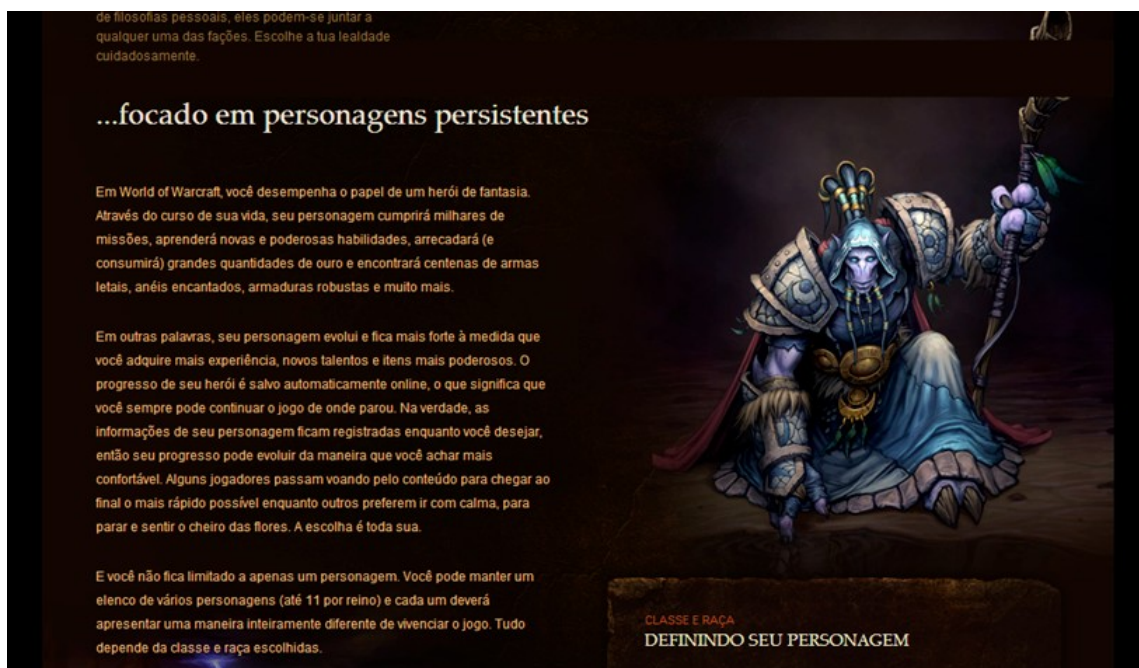 de filosofias pessoais, eles podem-se juntar a
qualquer uma das fações. Escolhe a tua lealdade
cuidadosamente.
...focado em personagens persistentes
Em World of Warcraft, você desempenha o papel de um herói de fantasia.
Através do curso de sua vida, seu personagem cumprirá milhares de
missões, aprenderá novas e poderosas habilidades, arrecadará (e
consumirá) grandes quantidades de ouro e encontrará centenas de armas
letais, anéis encantados, armaduras robustas e muito mais.
Em outras palavras, seu personagem evolui e fica mais forte à medida que
você adquire mais experiência, novos talentos e itens mais poderosos. O
progresso de seu herói é salvo automaticamente online, o que significa que
você sempre pode continuar o jogo de onde parou. Na verdade, as
informações de seu personagem ficam registradas enquanto você desejar,
então seu progresso pode evoluir da maneira que você achar mais
confortável. Alguns jogadores passam voando pelo conteúdo para chegar ao
final o mais rápido possível enquanto outros preferem ir com calma, para
parar e sentir o cheiro das flores. A escolha é toda sua.
E você não fica limitado a apenas um personagem. Você pode manter um
elenco de vários personagens (até 11 por reino) e cada um deverá
apresentar uma maneira inteiramente diferente de vivenciar o jogo. Tudo
depende da classe e raça escolhidas.
CLASSE E RAÇA
DEFININDO SEU PERSONAGEM